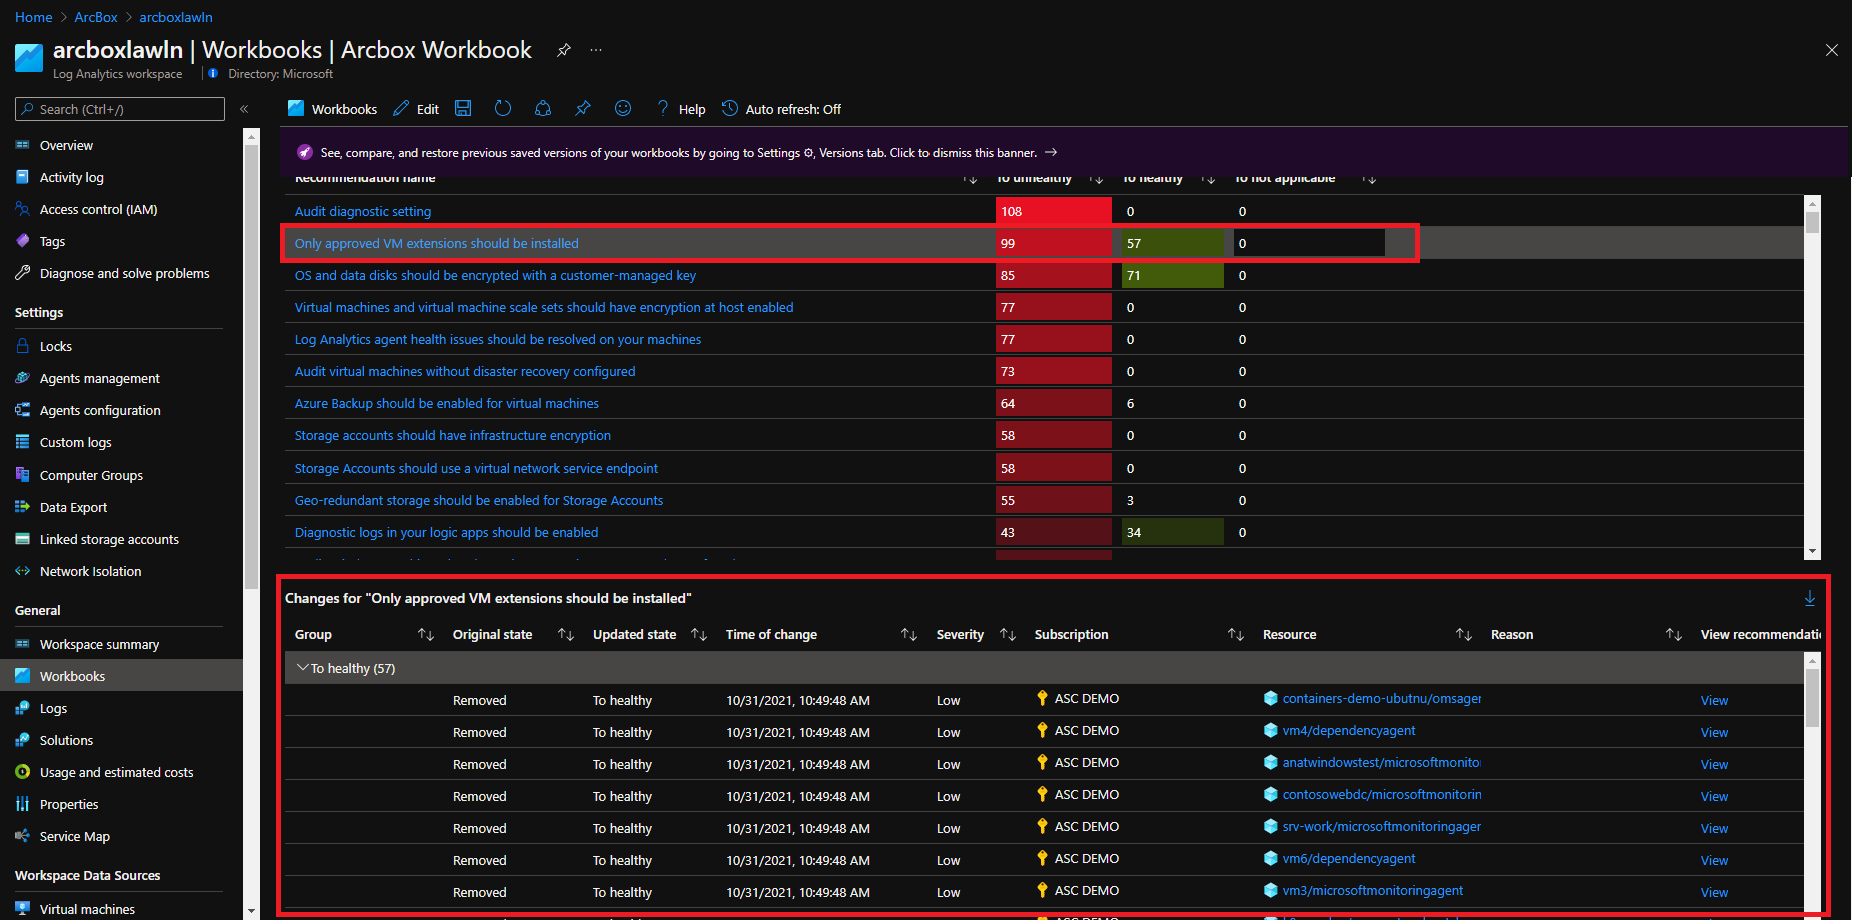 Home > ArcBox > arcboxlawln
arcboxlawln | Workbooks | Arcbox Workbook
Log Analytics workspace | Directory: Microsoft
Search (Ctrl+/)
Overview
Activity log
Access control (IAM)
Tags
Diagnose and solve problems
Settings
Locks
Agents management
Agents configuration
Custom logs
Computer Groups
Data Export
Linked storage accounts
Network Isolation
General
Workspace summary
Workbooks
Logs
Solutions
Usage and estimated costs
Properties
Service Map
Workspace Data Sources
Virtual machines
Workbooks Edit ? Help Auto refresh: Off
See, compare, and restore previous saved versions of your workbooks by going to Settings ⚙, Versions tab. Click to dismiss this banner. →
Recommendation name ↑↓ To unhealthy ↑↓ To healthy ↑↓ To not applicable ↑↓
Audit diagnostic setting 108 0 0
Only approved VM extensions should be installed 99 57 0
OS and data disks should be encrypted with a customer-managed key 85 71 0
Virtual machines and virtual machine scale sets should have encryption at host enabled 77 0 0
Log Analytics agent health issues should be resolved on your machines 77 0 0
Audit virtual machines without disaster recovery configured 73 0 0
Azure Backup should be enabled for virtual machines 64 6 0
Storage accounts should have infrastructure encryption 58 0 0
Storage Accounts should use a virtual network service endpoint 58 0 0
Geo-redundant storage should be enabled for Storage Accounts 55 3 0
Diagnostic logs in your logic apps should be enabled 43 34 0
Changes for "Only approved VM extensions should be installed"
Group ↑↓ Original state ↑↓ Updated state ↑↓ Time of change ↑↓ Severity ↑↓ Subscription ↑↓ Resource ↑↓ Reason ↑↓ View recommendati
To healthy (57)
Removed To healthy 10/31/2021, 10:49:48 AM Low ASC DEMO containers-demo-ubutnu/omsager View
Removed To healthy 10/31/2021, 10:49:48 AM Low ASC DEMO vm4/dependencyagent View
Removed To healthy 10/31/2021, 10:49:48 AM Low ASC DEMO anatwindowstest/microsoftmonito View
Removed To healthy 10/31/2021, 10:49:48 AM Low ASC DEMO contosowebdc/microsoftmonitorin View
Removed To healthy 10/31/2021, 10:49:48 AM Low ASC DEMO srv-work/microsoftmonitoringager View
Removed To healthy 10/31/2021, 10:49:48 AM Low ASC DEMO vm6/dependencyagent View
Removed To healthy 10/31/2021, 10:49:48 AM Low ASC DEMO vm3/microsoftmonitoringagent View